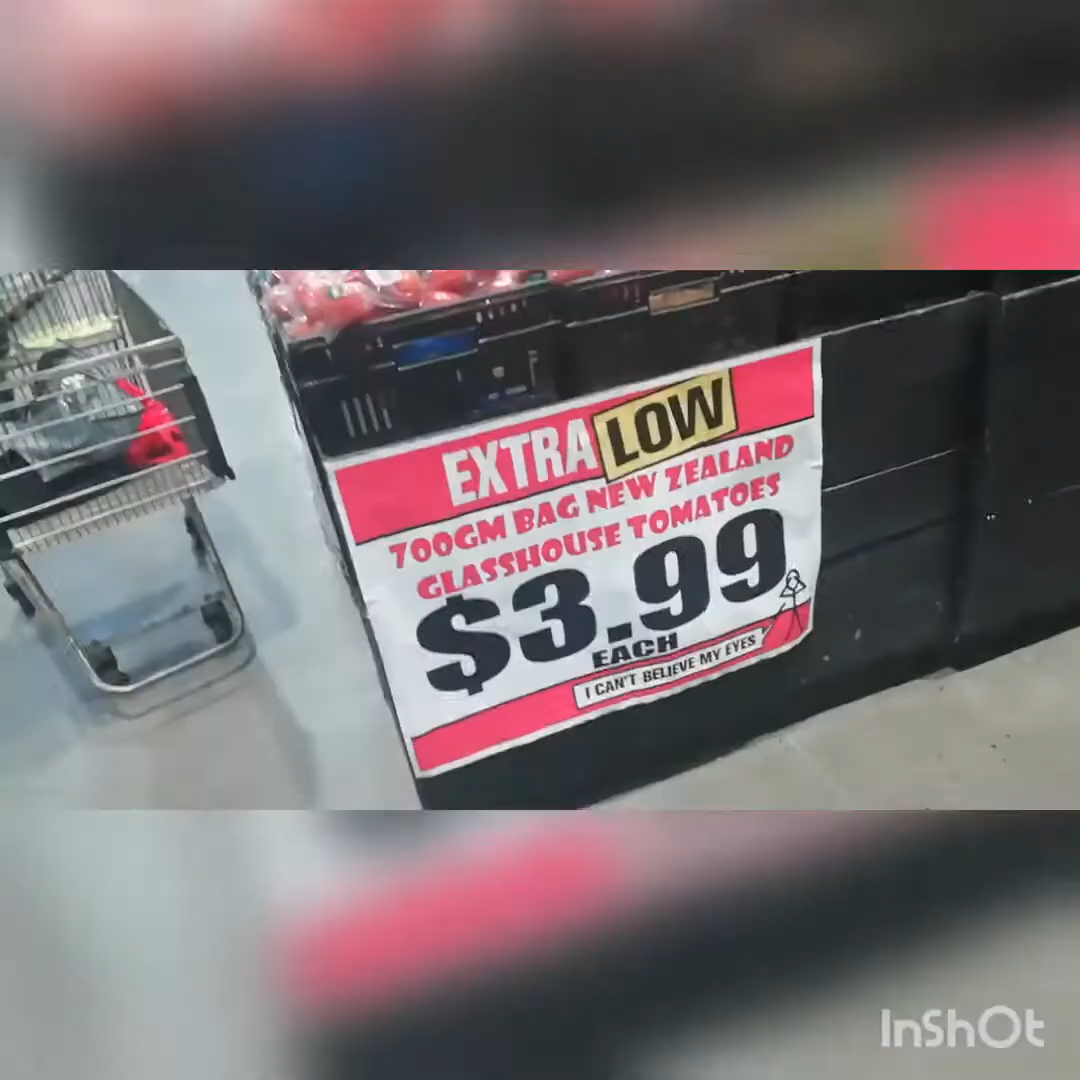 EXTRA LOW
700GM BAG NEW ZEALAND
GLASSHOUSE TOMATOES
$3.99
EACH
I CAN'T BELIEVE MY EYES
InShOt